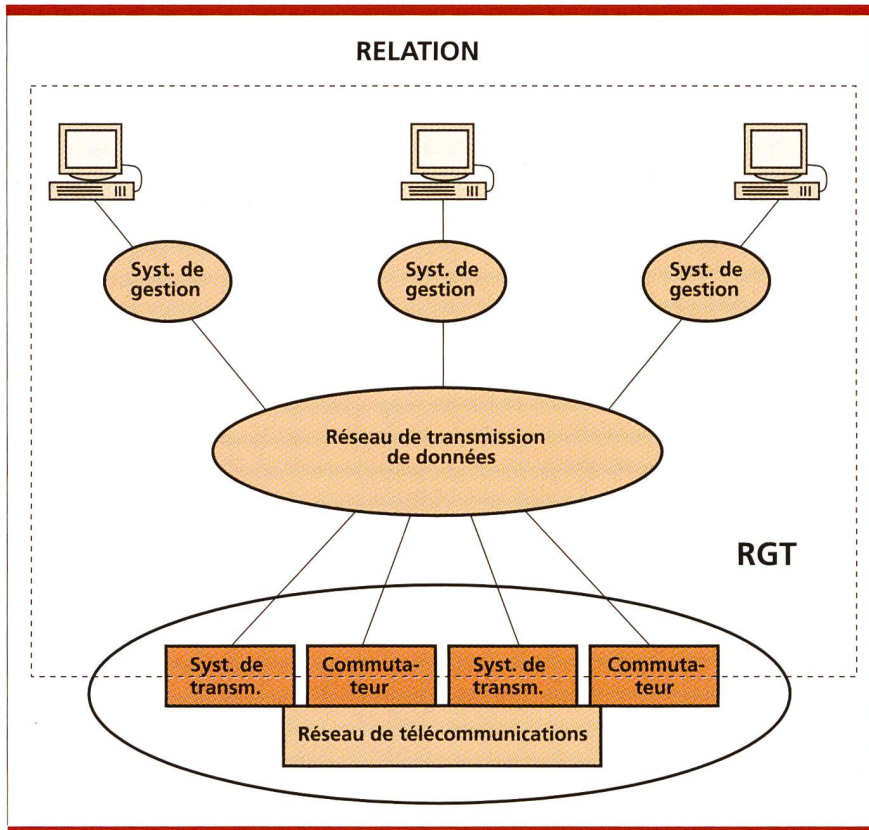 RELATION
Syst. de
gestion
Syst. de
gestion
Syst. de
gestion
Réseau de transmission
de données
RGT
Syst. de
transm.
Commuta-
teur
Syst. de
transm.
Commuta-
teur
Réseau de télécommunications